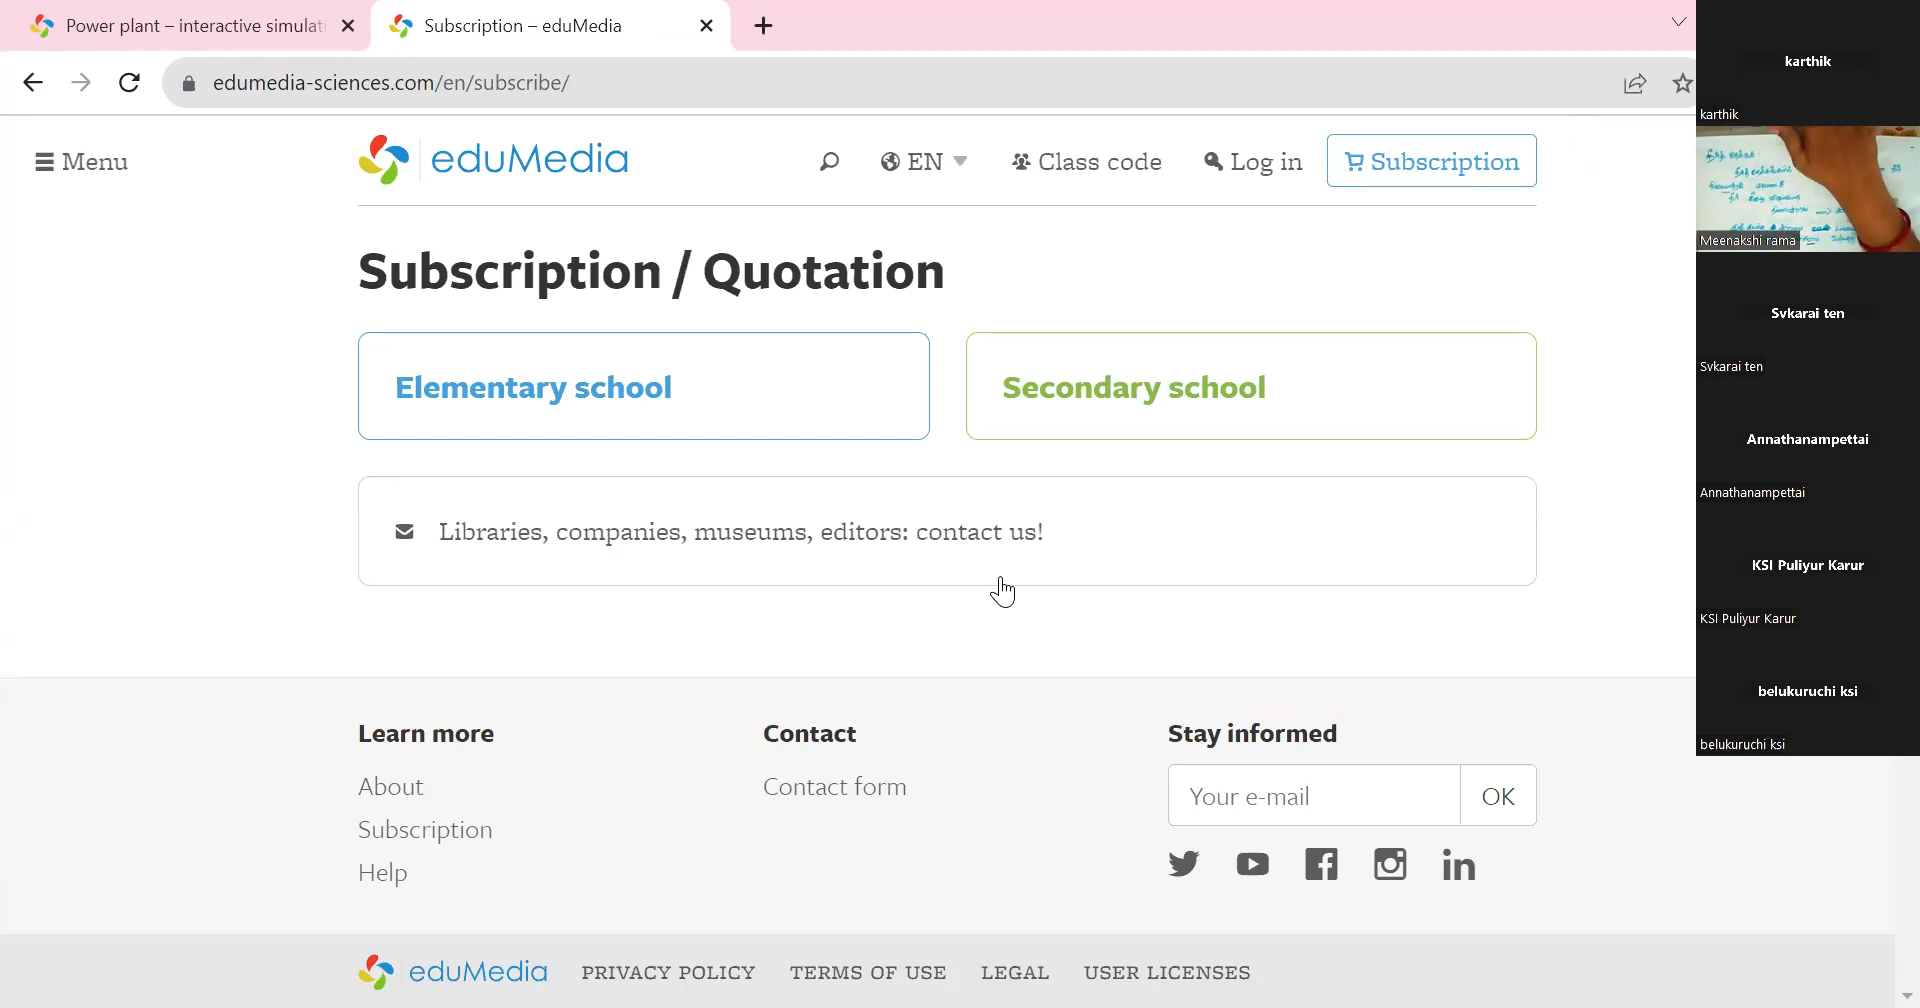 Power plant – interactive simulati
Subscription – eduMedia
edumedia-sciences.com/en/subscribe/
Menu
eduMedia
EN
Class code
Log in
Subscription
Subscription / Quotation
Elementary school
Secondary school
Libraries, companies, museums, editors: contact us!
Learn more
About
Subscription
Help
Contact
Contact form
Stay informed
Your e-mail
OK
eduMedia
PRIVACY POLICY
TERMS OF USE
LEGAL
USER LICENSES
karthik
karthik
Meenakshi rama
Svkarai ten
Svkarai ten
Annathanampettai
Annathanampettai
KSI Puliyur Karur
KSI Puliyur Karur
belukuruchi ksi
belukuruchi ksi